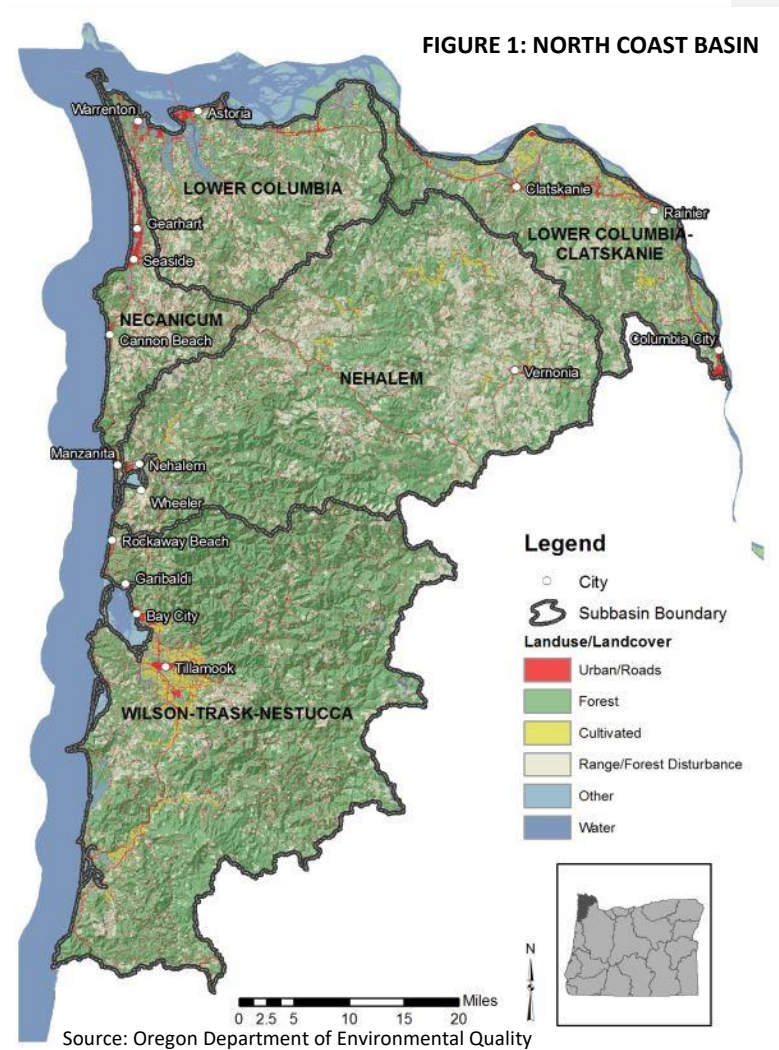 FIGURE 1: NORTH COAST BASIN
Warrenton
Astoria
LOWER COLUMBIA
Clatskanie
Rainier
Gearhart
LOWER COLUMBIA-
CLATSKANIE
Seaside
NECANICUM
Cannon Beach
Columbia City
NEHALEM
Vernonia
Manzanita
Nehalem
Wheeler
Rockaway Beach
Garibaldi
Bay City
Tillamook
WILSON-TRASK-NESTUCCA
Legend
City
Subbasin Boundary
Landuse/Landcover
Urban/Roads
Forest
Cultivated
Range/Forest Disturbance
Other
Water
N
Miles
0 2.5 5 10 15 20
Source: Oregon Department of Environmental Quality